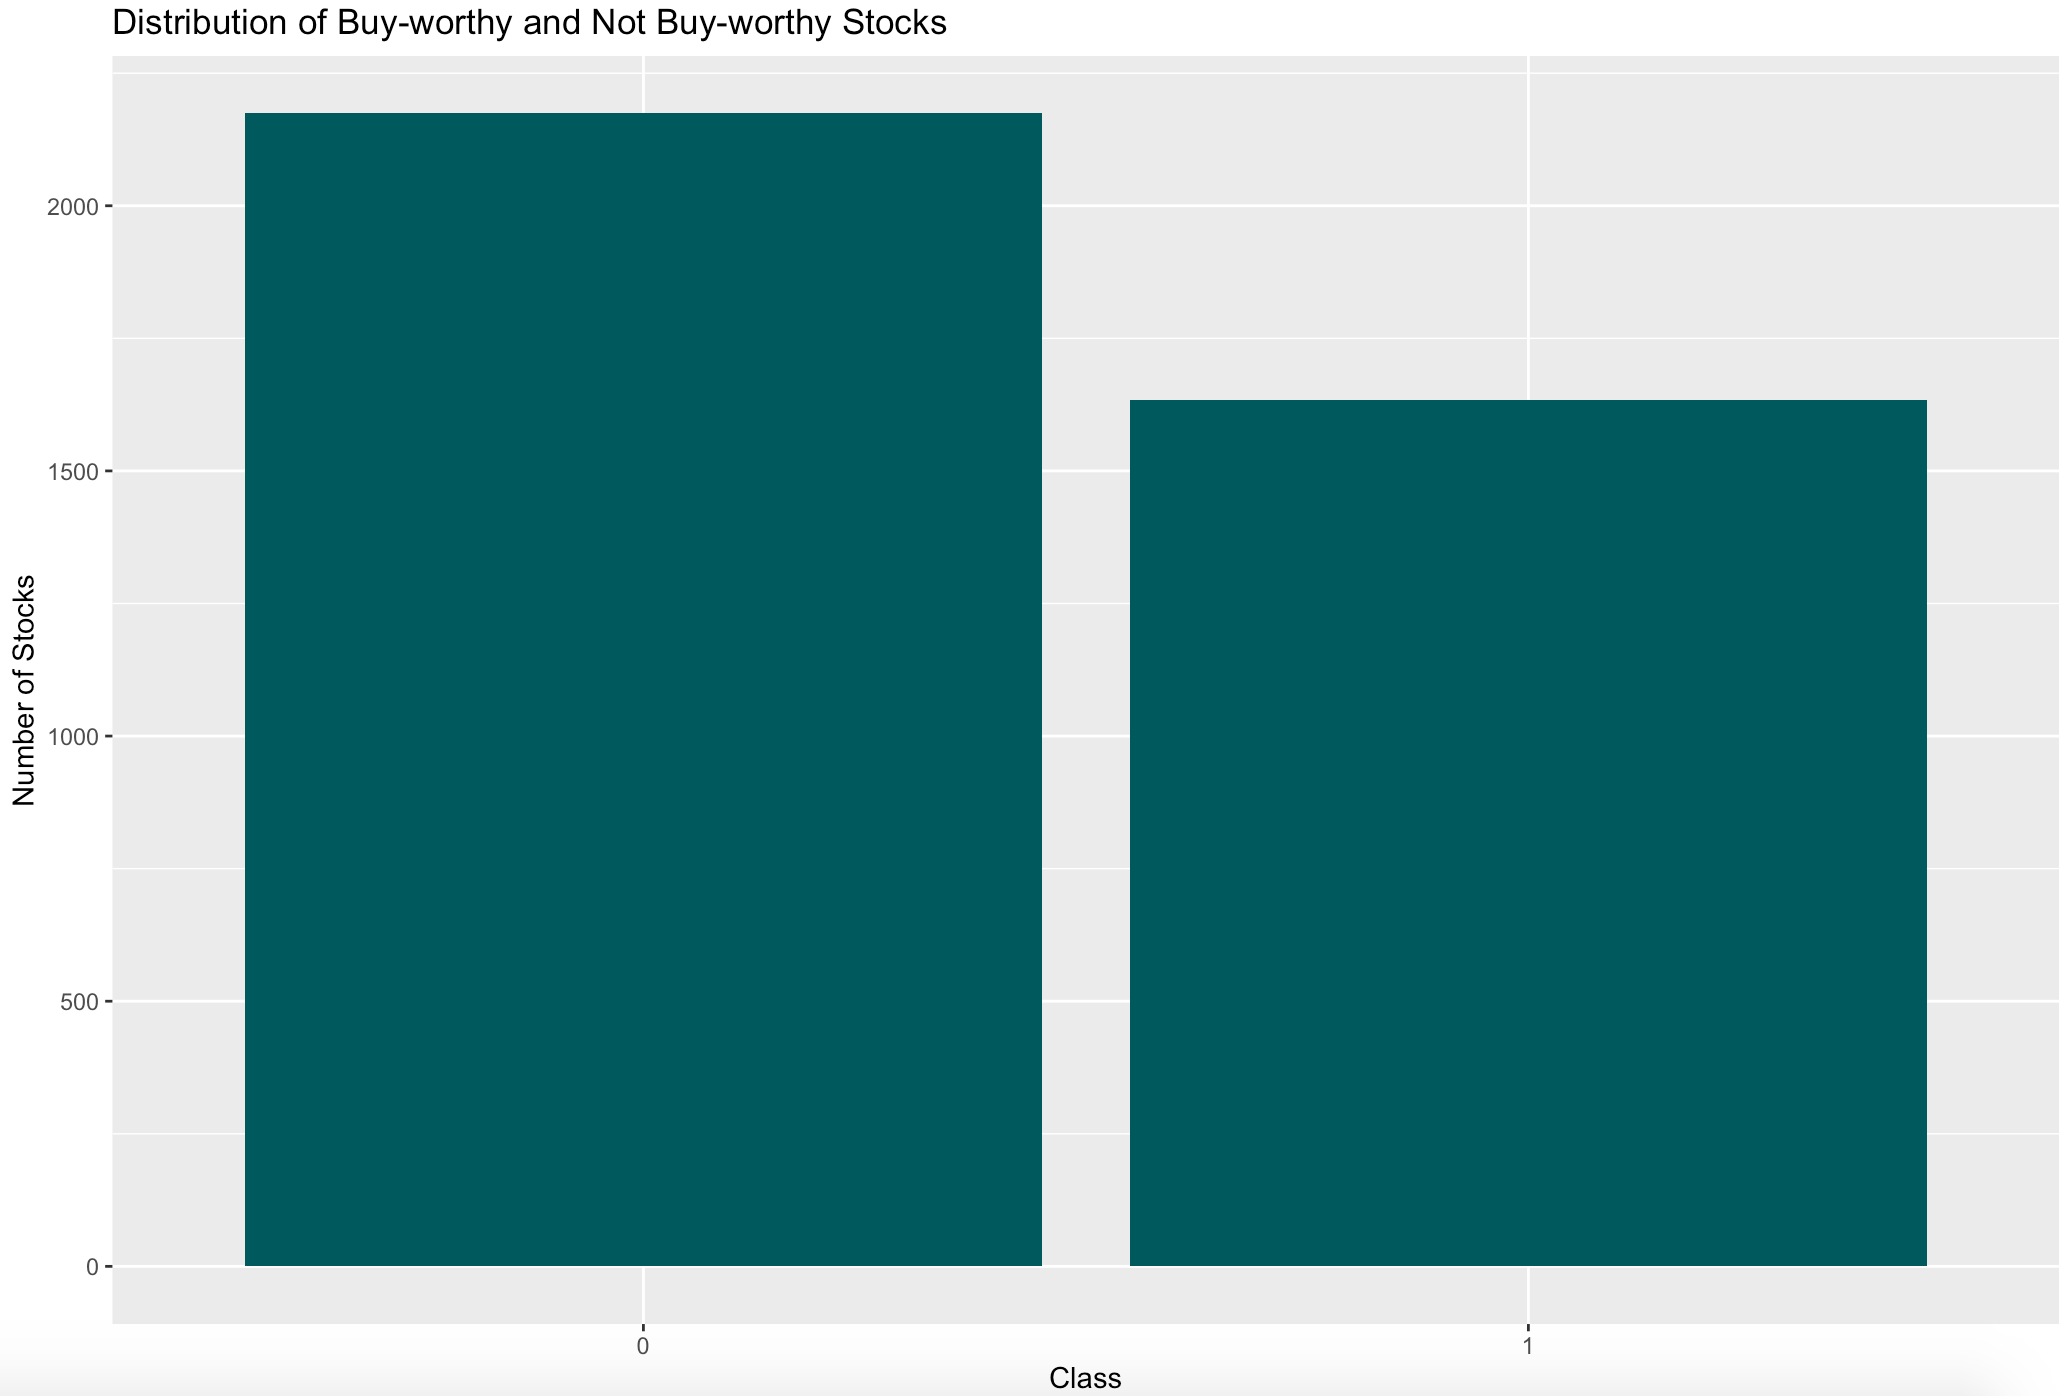 Distribution of Buy-worthy and Not Buy-worthy Stocks
Number of Stocks
2000
1500
1000
500
0
0
1
Class